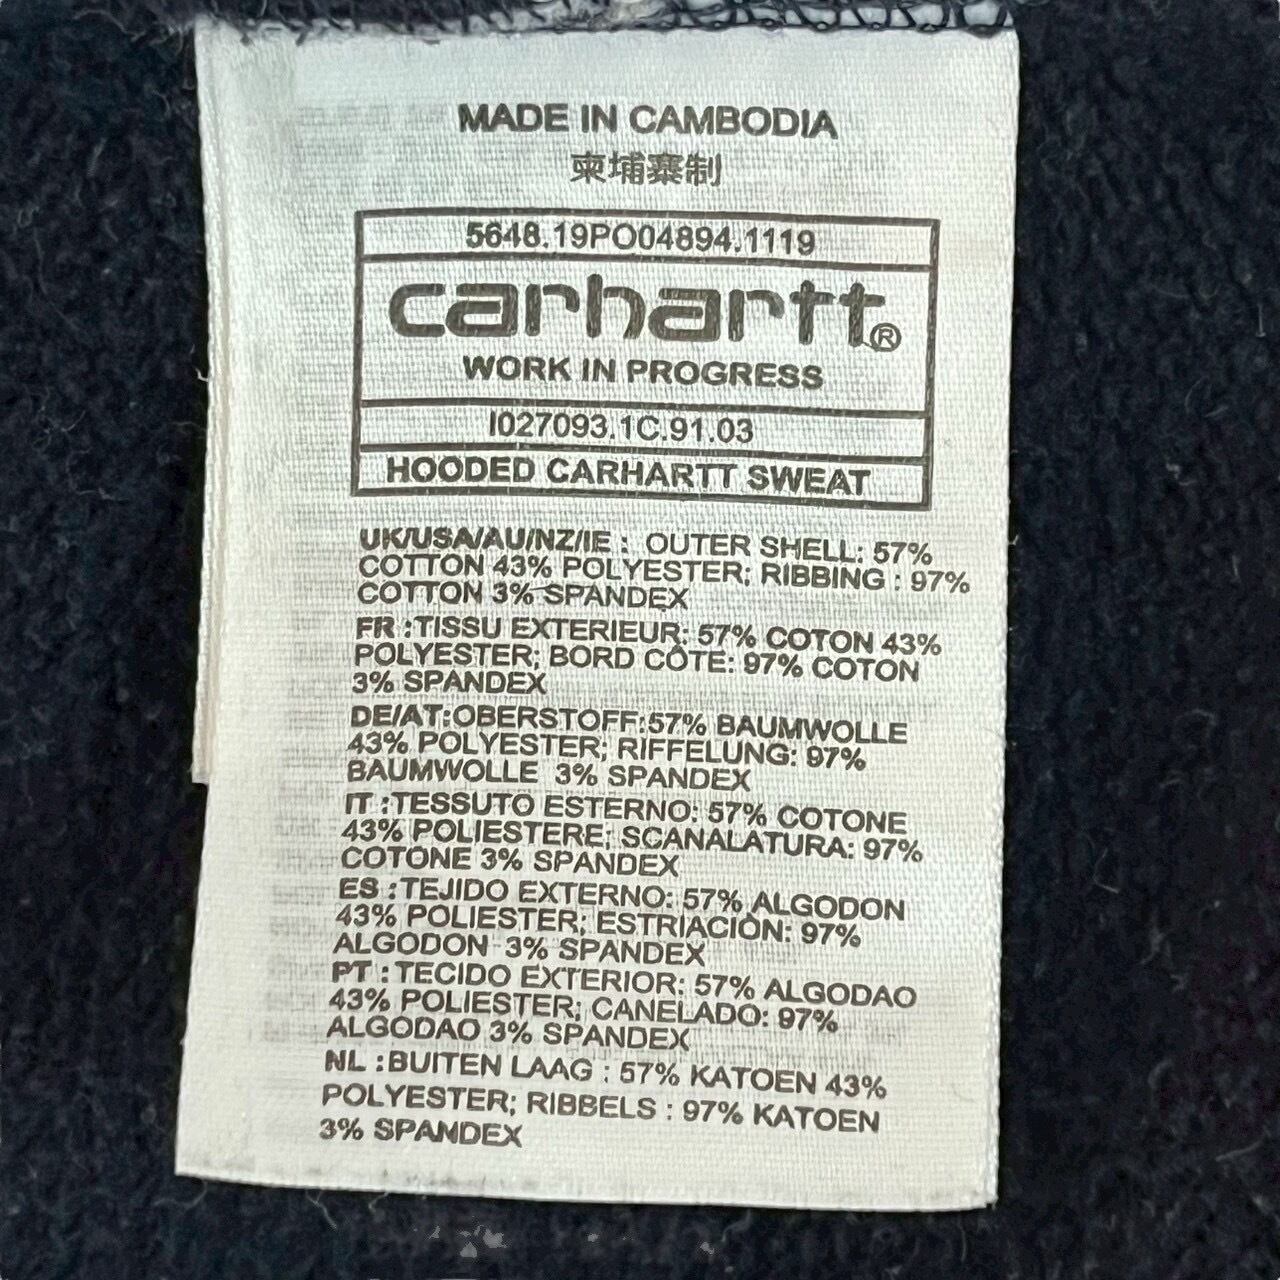 MADE IN CAMBODIA
柬埔寨制
5648.19PO04894.1119
carhartt®
WORK IN PROGRESS
I027093.1C.91.03
HOODED CARHARTT SWEAT
UK/USA/AU/NZ/IE : OUTER SHELL: 57%
COTTON 43% POLYESTER; RIBBING : 97%
COTTON 3% SPANDEX
FR :TISSU EXTERIEUR: 57% COTON 43%
POLYESTER; BORD CÔTE: 97% COTON
3% SPANDEX
DE/AT:OBERSTOFF:57% BAUMWOLLE
43% POLYESTER; RIFFELUNG: 97%
BAUMWOLLE 3% SPANDEX
IT :TESSUTO ESTERNO: 57% COTONE
43% POLIESTERE; SCANALATURA: 97%
COTONE 3% SPANDEX
ES :TEJIDO EXTERNO: 57% ALGODON
43% POLIESTER; ESTRIACIÓN: 97%
ALGODON 3% SPANDEX
PT : TECIDO EXTERIOR: 57% ALGODAO
43% POLIESTER; CANELADO: 97%
ALGODAO 3% SPANDEX
NL :BUITEN LAAG : 57% KATOEN 43%
POLYESTER; RIBBELS : 97% KATOEN
3% SPANDEX